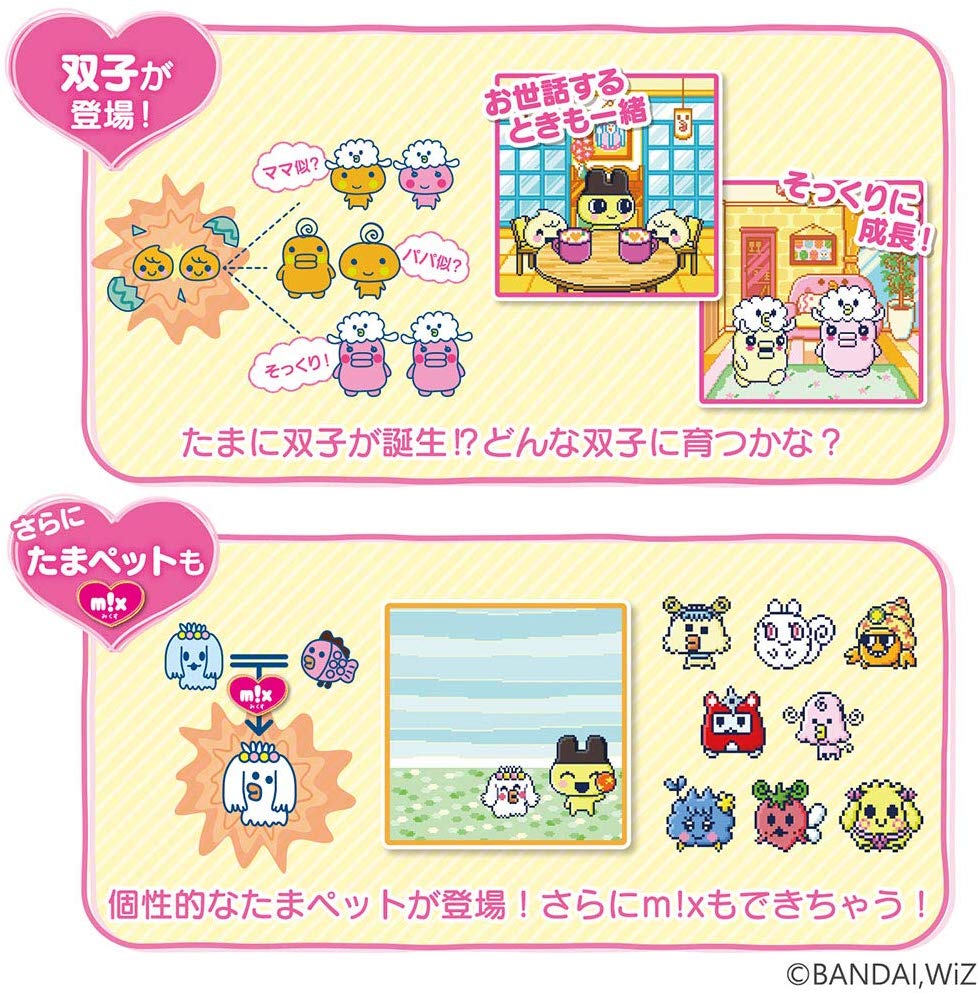 双子が
登場!
ママ似?
パパ似?
そっくり!
お世話する
ときも一緒
そっくりに
成長!
たまに双子が誕生!?どんな双子に育つかな?
さらに
たまペットも
m!x
みくす
m!x
みくす
個性的なたまペットが登場!さらにm!xもできちゃう!
©BANDAI,WiZ